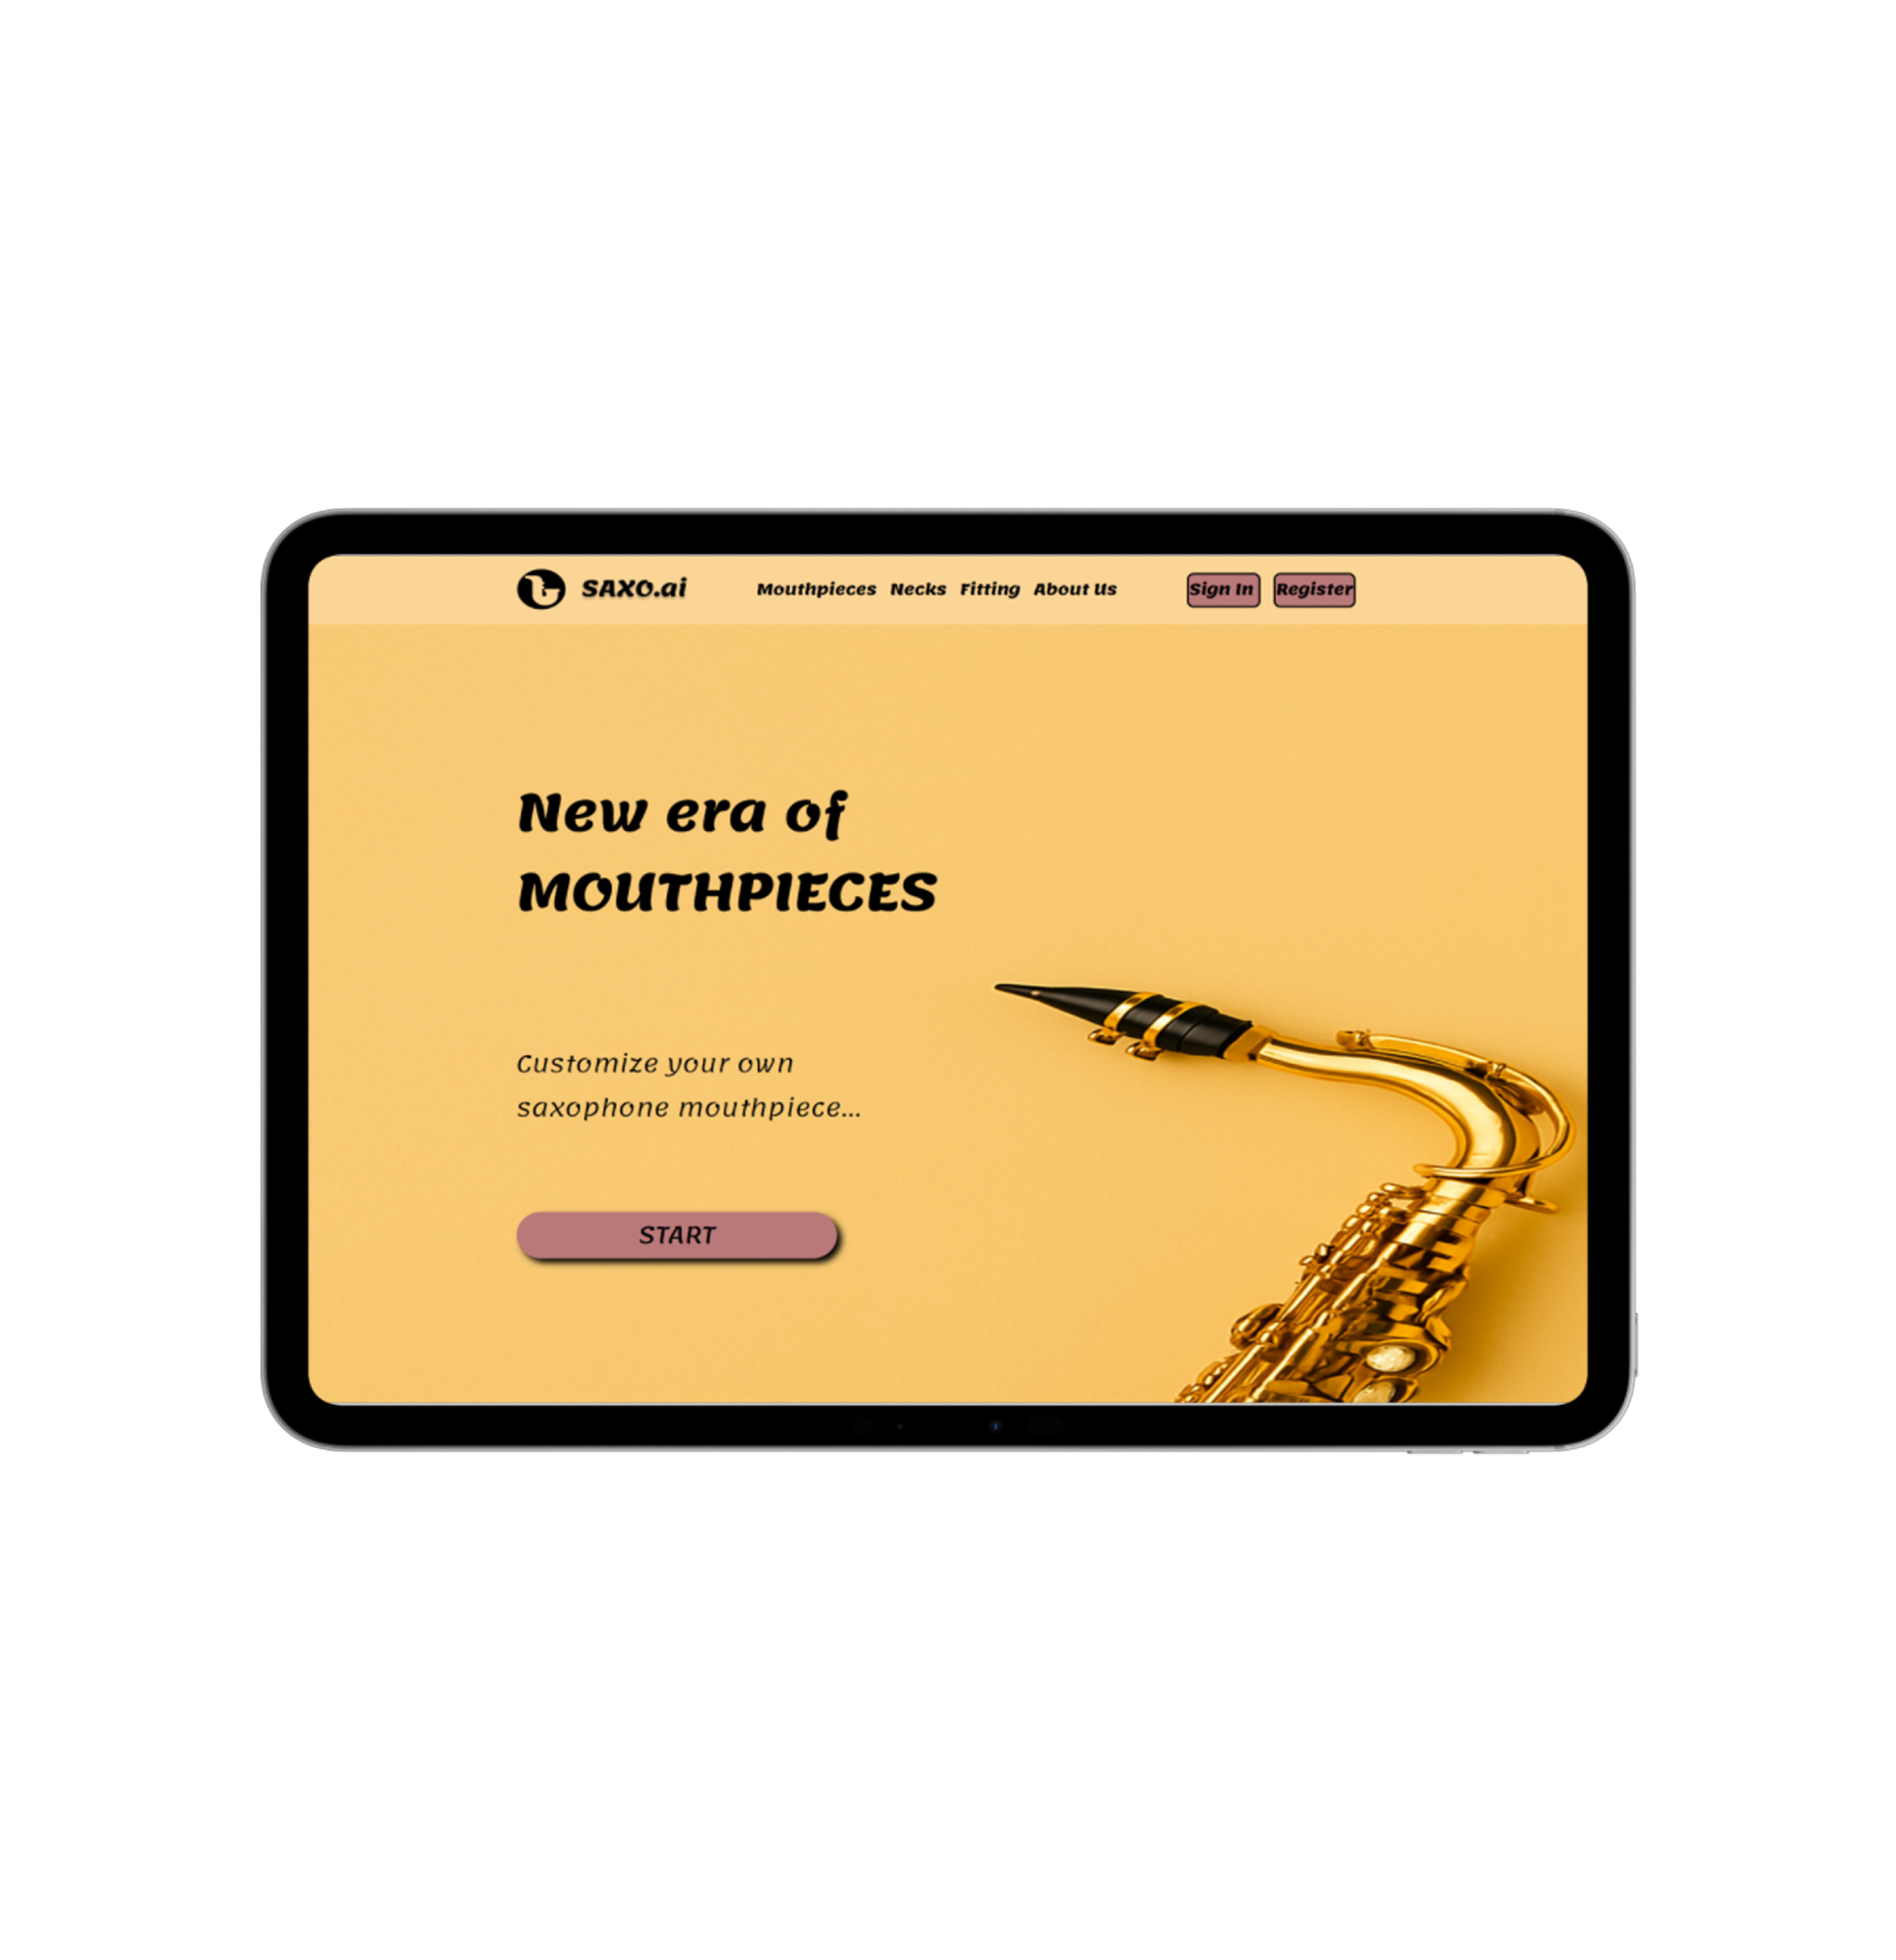 SAXO.ai Mouthpieces Necks Fitting About Us Sign In Register
New era of
MOUTHPIECES
Customize your own
saxophone mouthpiece...
START